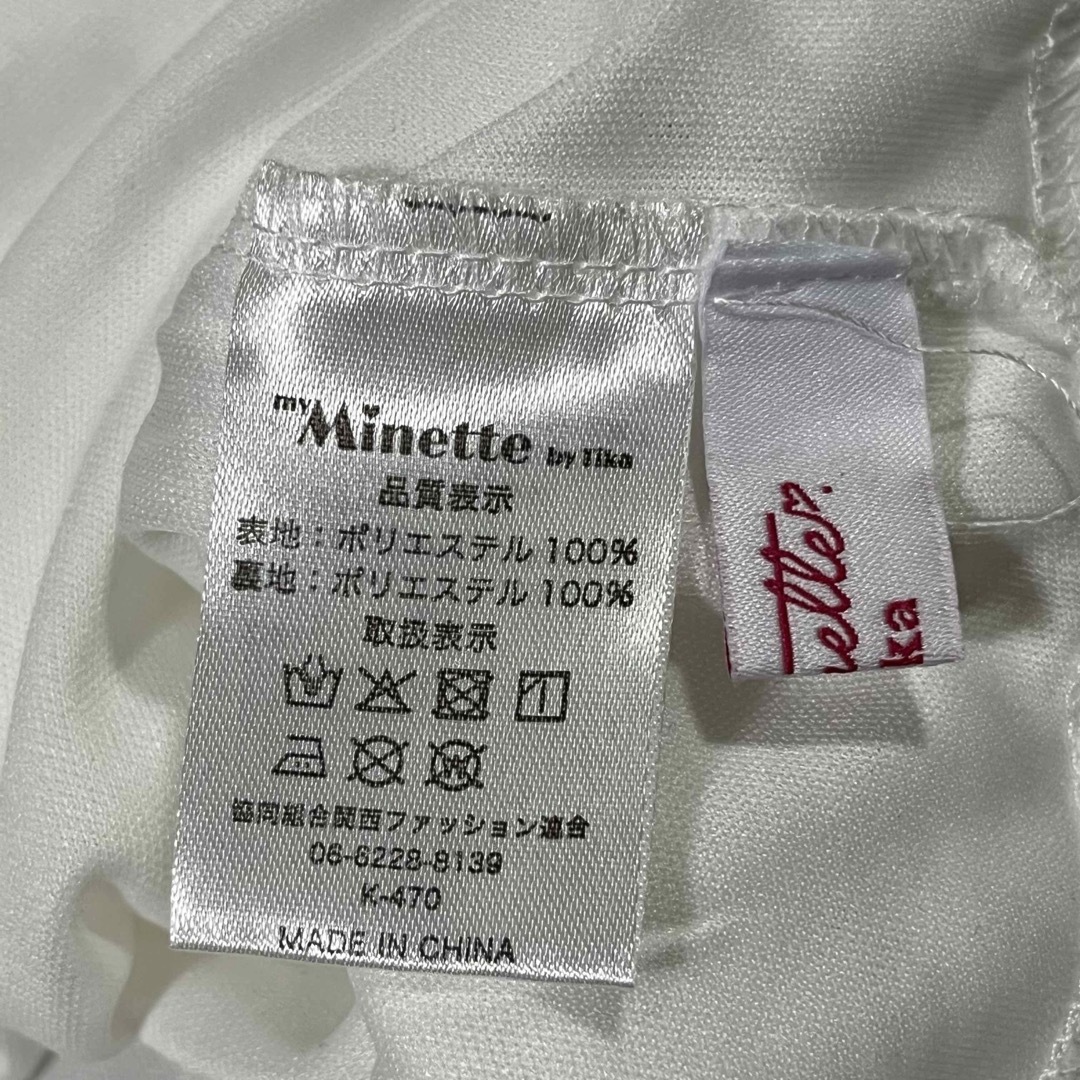 my Minette by Tika
品質表示
表地：ポリエステル 100%
裏地：ポリエステル 100%
取扱表示
協同組合関西ファッション連合
06-6228-8139
K-470
MADE IN CHINA